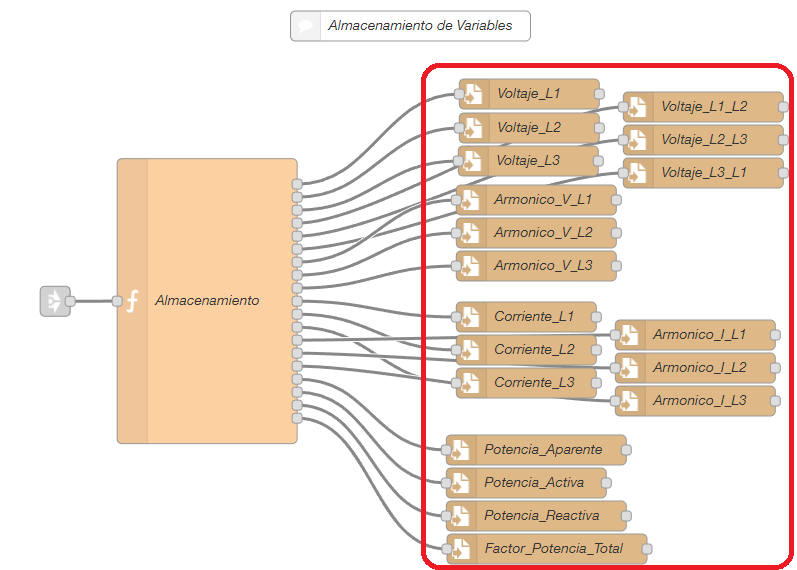 Almacenamiento de Variables
Voltaje_L1
Voltaje_L1_L2
Voltaje_L2
Voltaje_L2_L3
Voltaje_L3
Voltaje_L3_L1
Armonico_V_L1
Armonico_V_L2
Armonico_V_L3
Almacenamiento
Corriente_L1
Armonico_I_L1
Corriente_L2
Armonico_I_L2
Corriente_L3
Armonico_I_L3
Potencia_Aparente
Potencia_Activa
Potencia_Reactiva
Factor_Potencia_Total